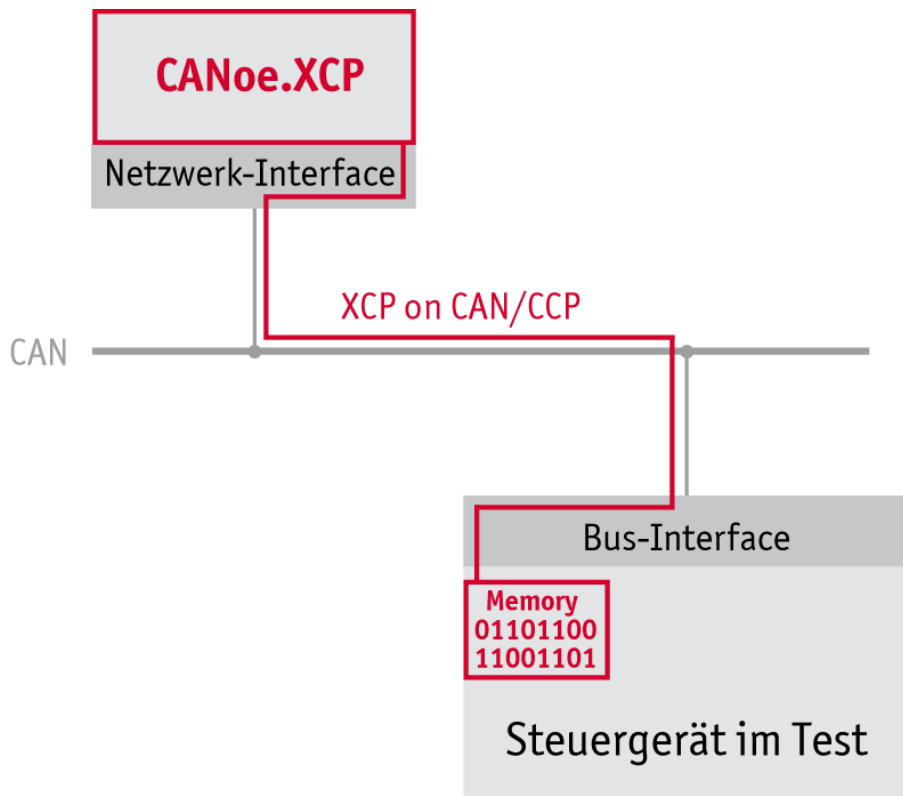 CANoe.XCP
Netzwerk-Interface
XCP on CAN/CCP
CAN
Bus-Interface
Memory
01101100
11001101
Steuergerät im Test